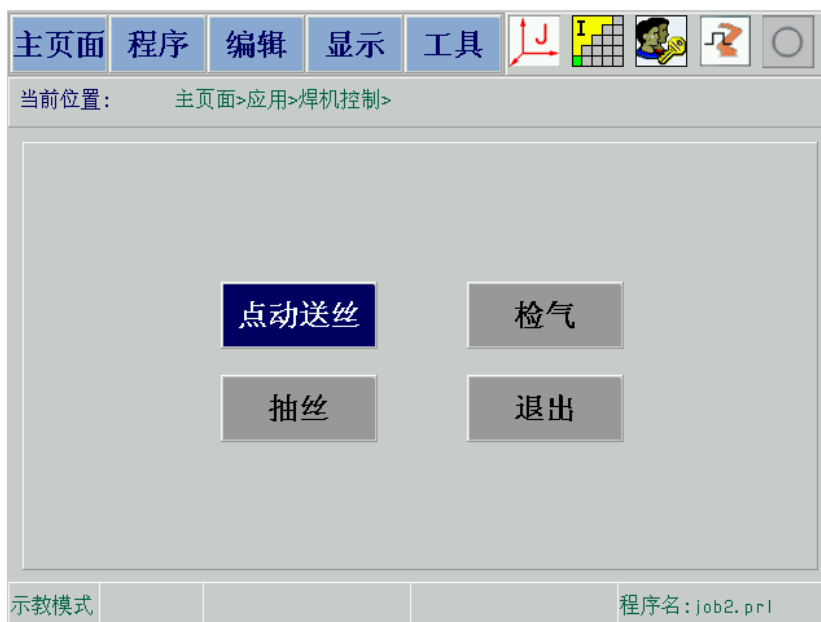 主页面 程序 编辑 显示 工具 J I
当前位置: 主页面>应用>焊机控制>
点动送丝 检气
抽丝 退出
示教模式 程序名:job2.prl